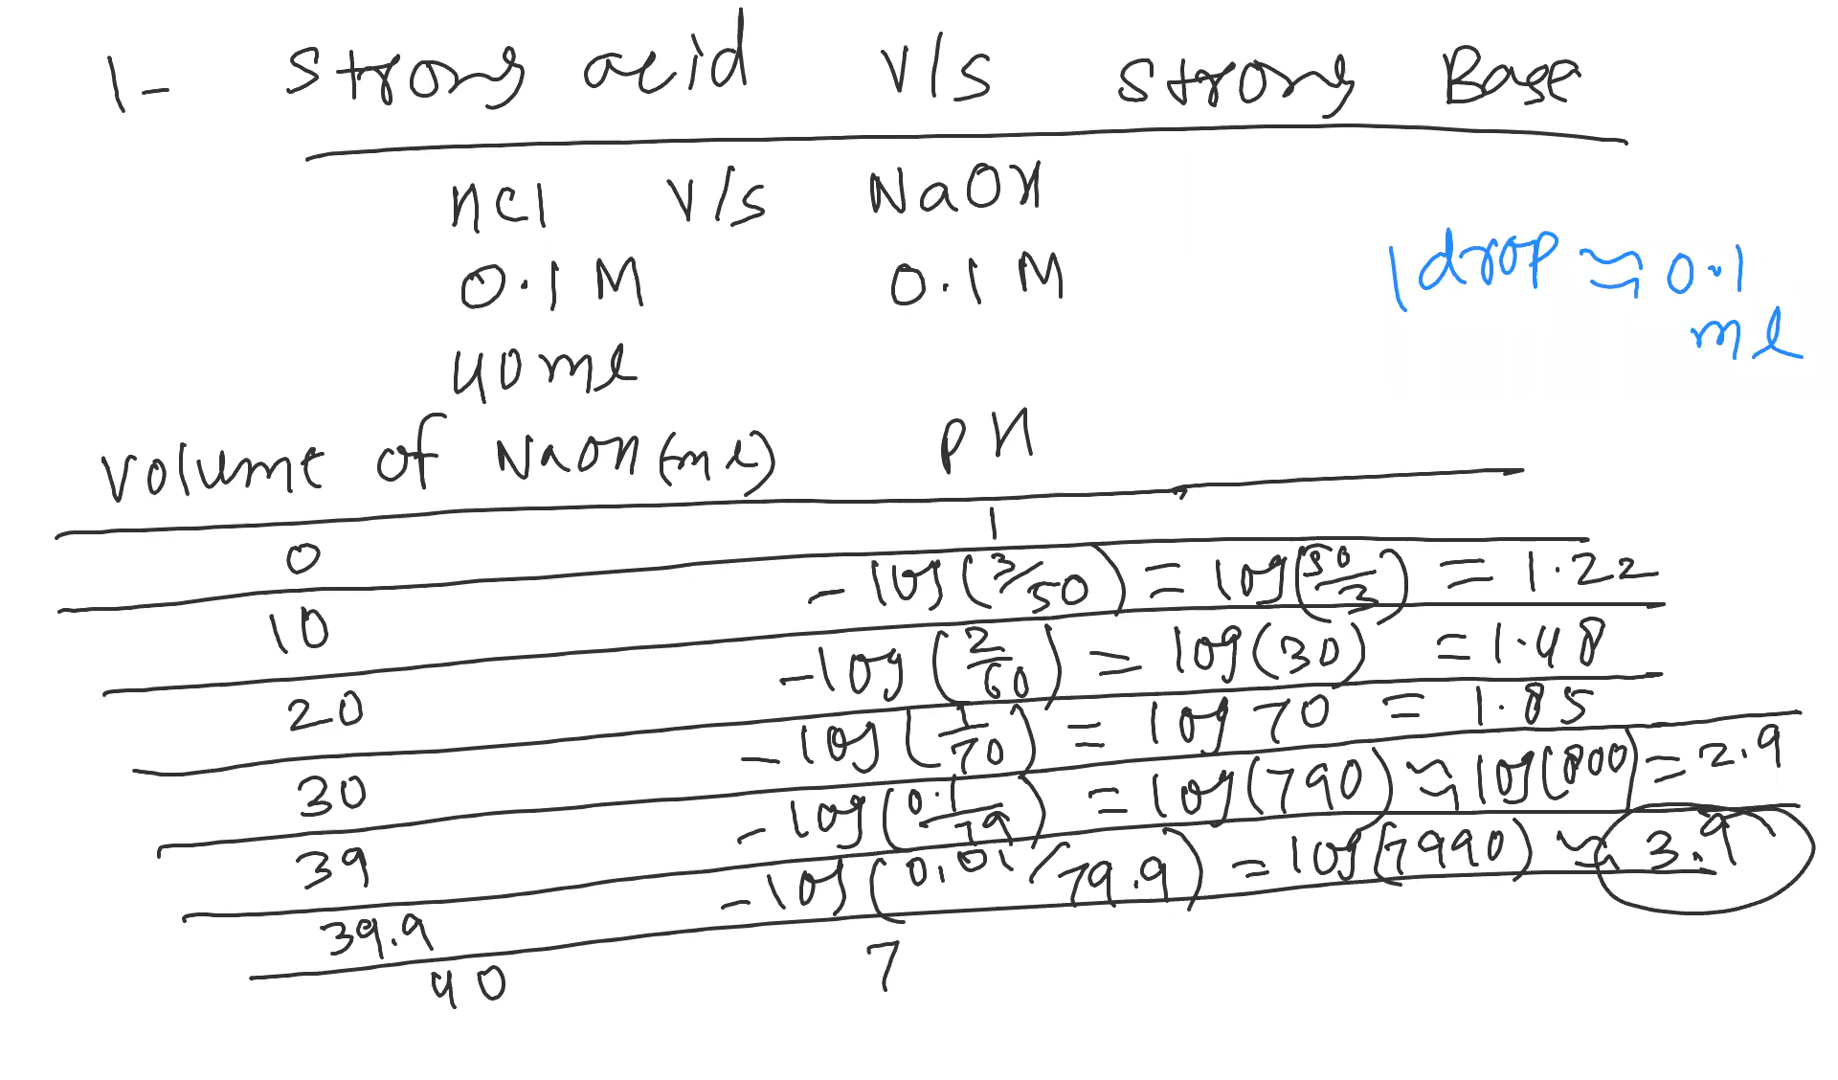 1- Strong acid v/s Strong Base
HCl v/s NaOH
0.1 M 0.1 M
1 drop ≈ 0.1 ml
40 ml
Volume of NaOH (ml) pH
0 1
10 - log (3/50) = log (50/3) = 1.22
20 -log (2/60) = log (30) = 1.48
30 -log (1/70) = log 70 = 1.85
39 -log (0.1/79) = log (790) ≈ log (800) = 2.9
39.9 -log (0.01/79.9) = log (7990) ≈ 3.9
40 7